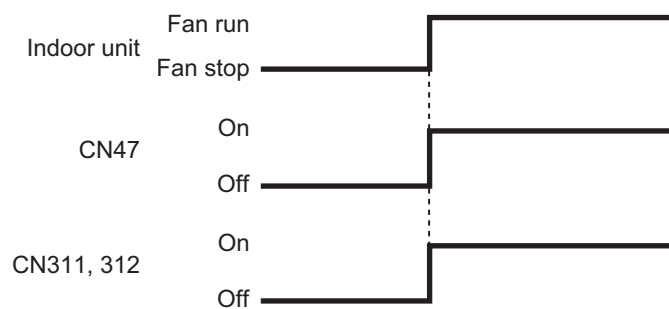 Fan run
Indoor unit
Fan stop
On
CN47
Off
On
CN311, 312
Off